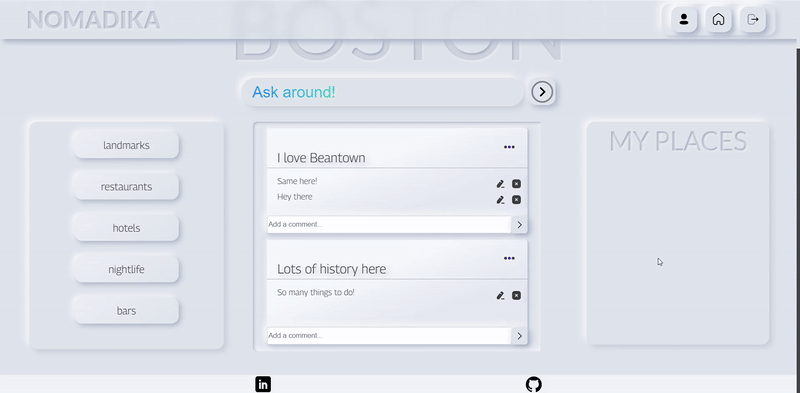 NOMADIKA
BOSTON
Ask around!
landmarks
restaurants
hotels
nightlife
bars
I love Beantown
Same here!
Hey there
Add a comment...
Lots of history here
So many things to do!
Add a comment...
MY PLACES
in